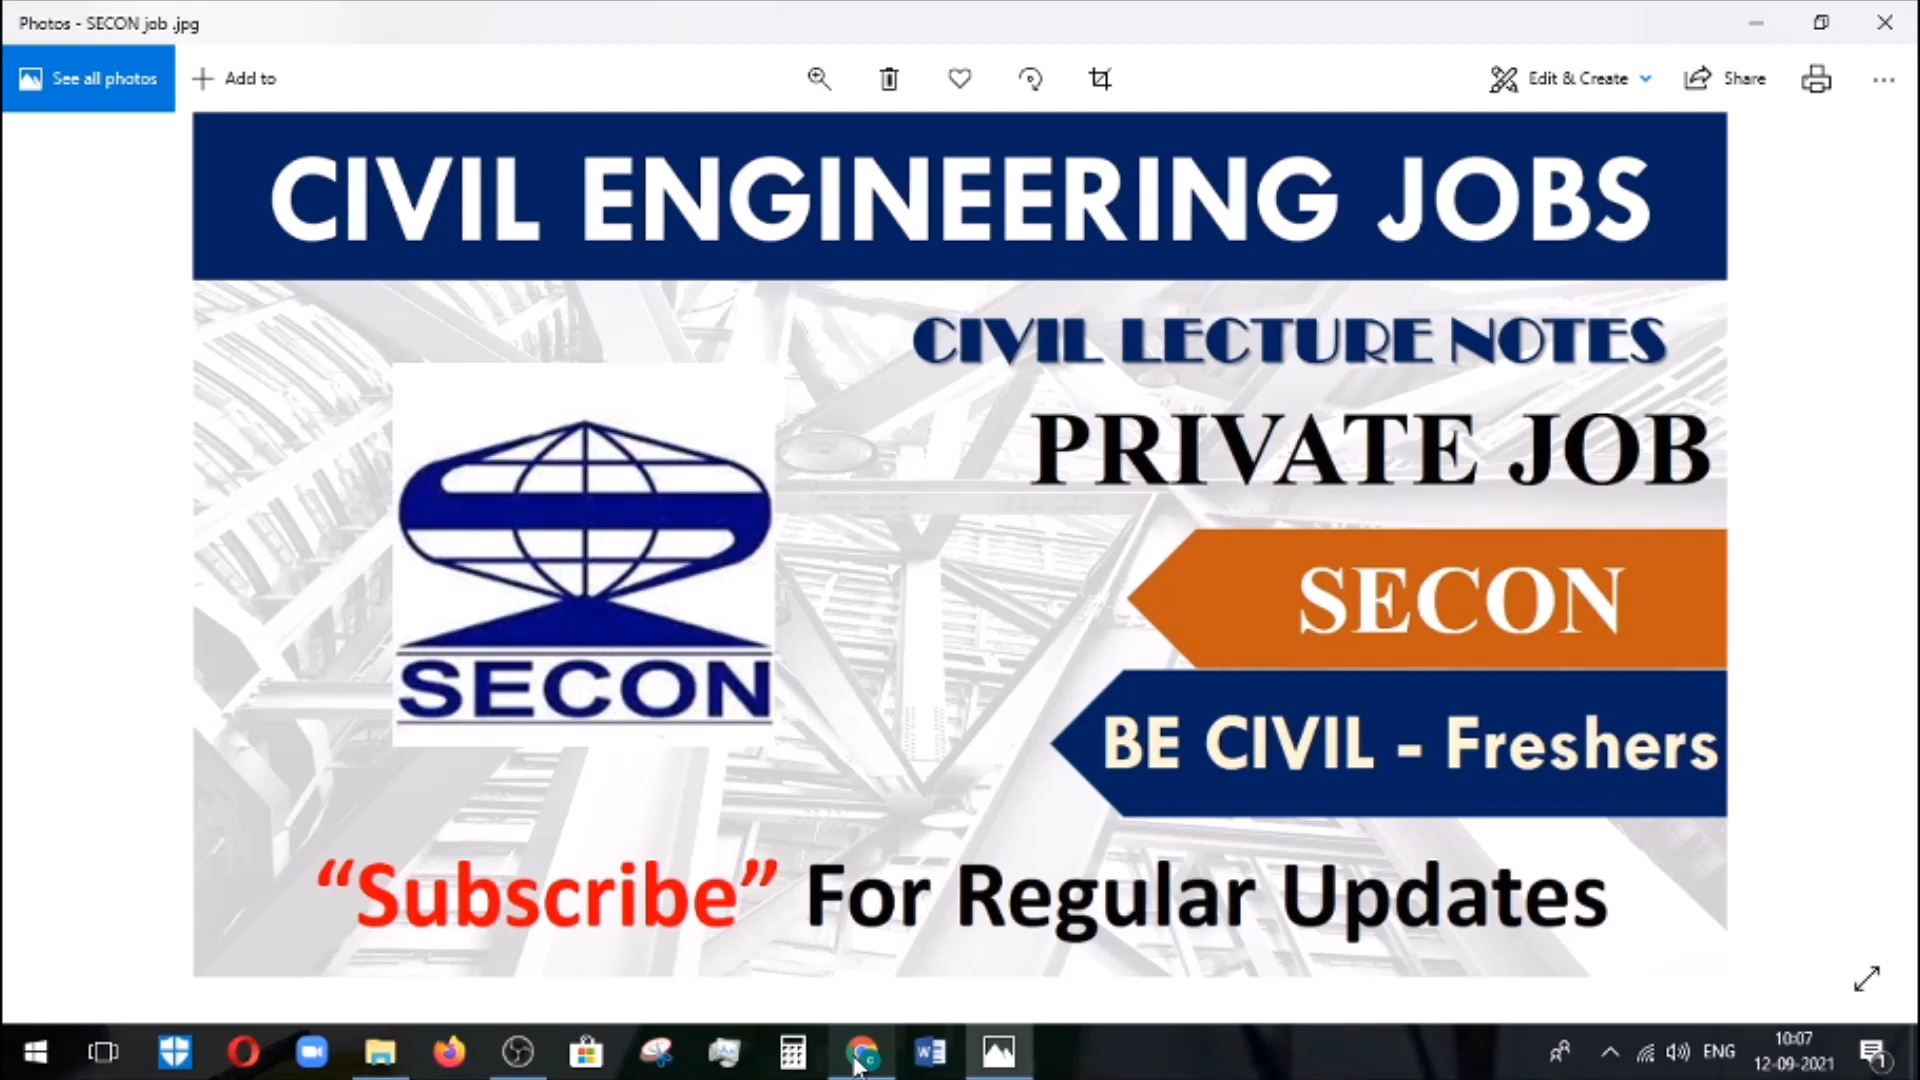 Photos - SECON job .jpg
See all photos
Add to
Edit & Create
Share
CIVIL ENGINEERING JOBS
CIVIL LECTURE NOTES
PRIVATE JOB
SECON
SECON
BE CIVIL - Freshers
“Subscribe” For Regular Updates
ENG
10:07
12-09-2021
1